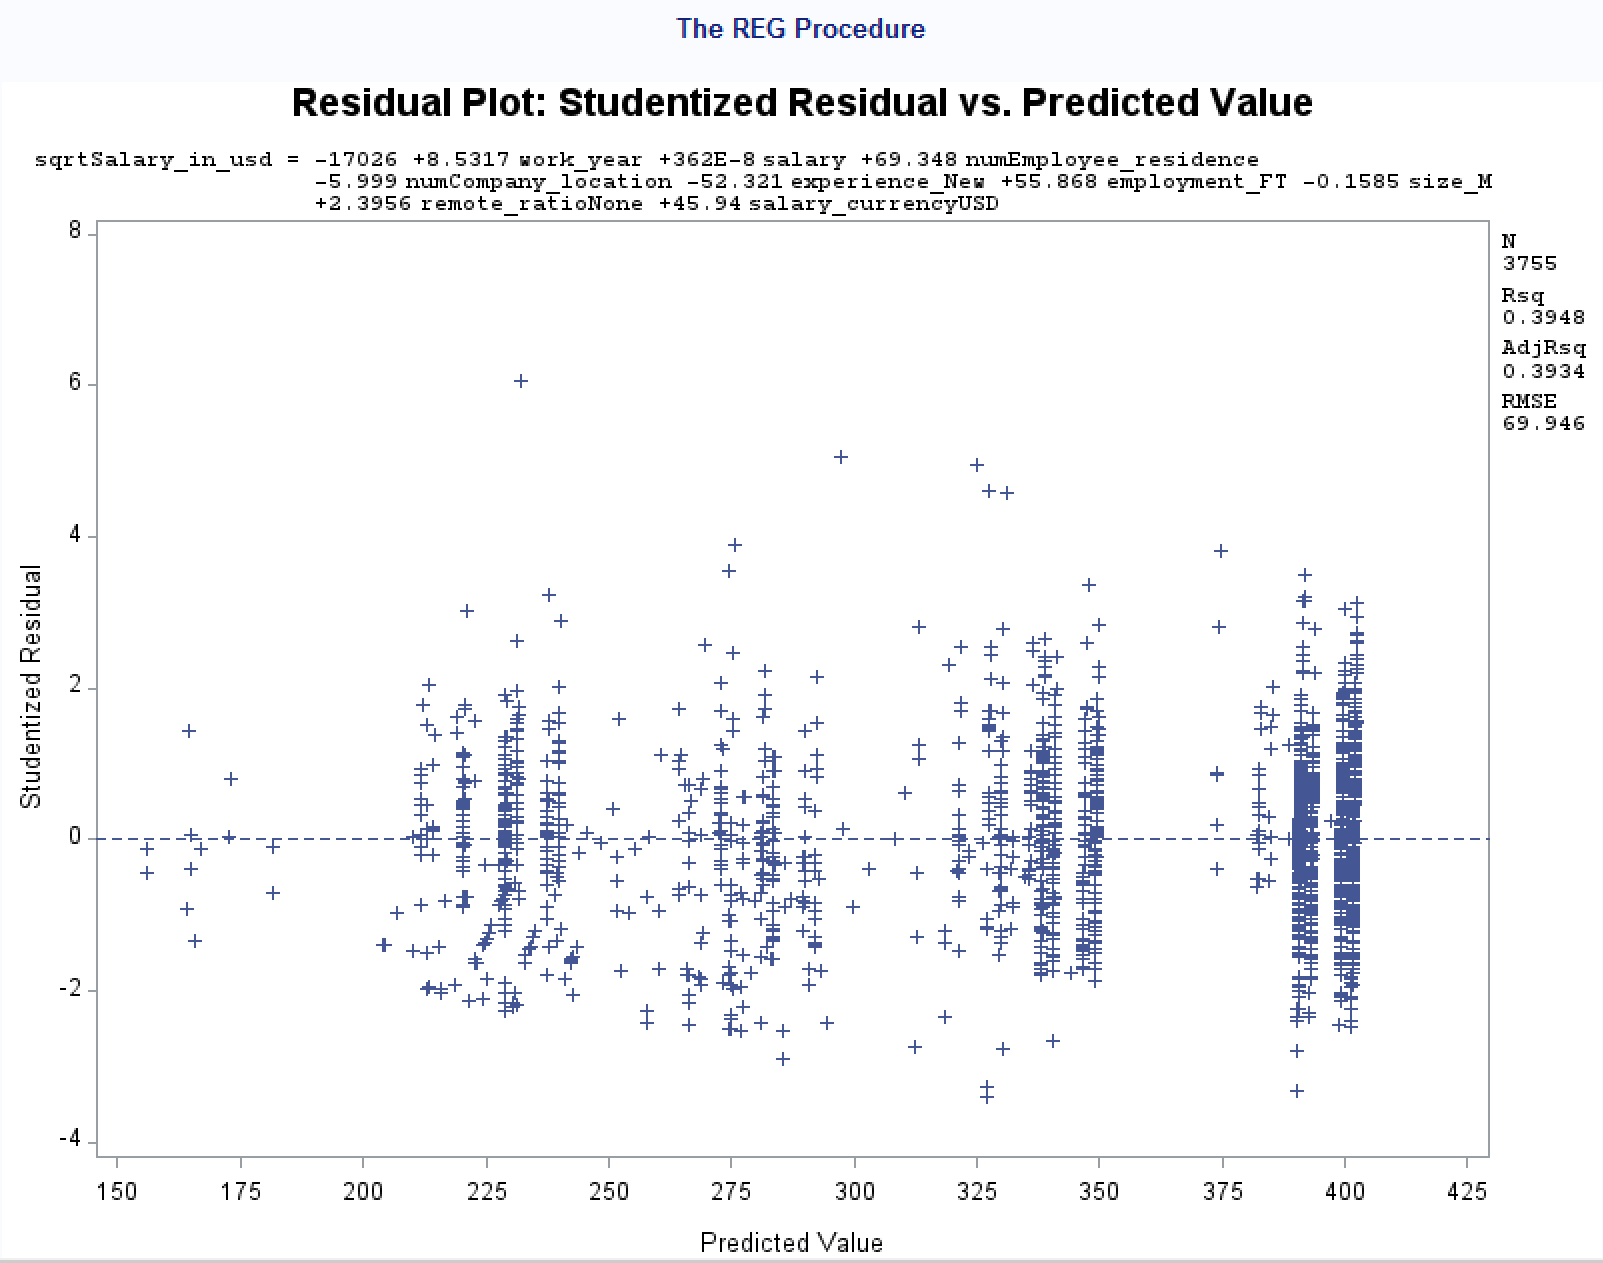 The REG Procedure
Residual Plot: Studentized Residual vs. Predicted Value
sqrtSalary_in_usd = -17026 +8.5317 work_year +362E-8 salary +69.348 numEmployee_residence
-5.999 numCompany_location -52.321 experience_New +55.868 employment_FT -0.1585 size_M
+2.3956 remote_ratioNone +45.94 salary_currencyUSD
8
6
4
2
0
-2
-4
Studentized Residual
N
3755
Rsq
0.3948
AdjRsq
0.3934
RMSE
69.946
150 175 200 225 250 275 300 325 350 375 400 425
Predicted Value